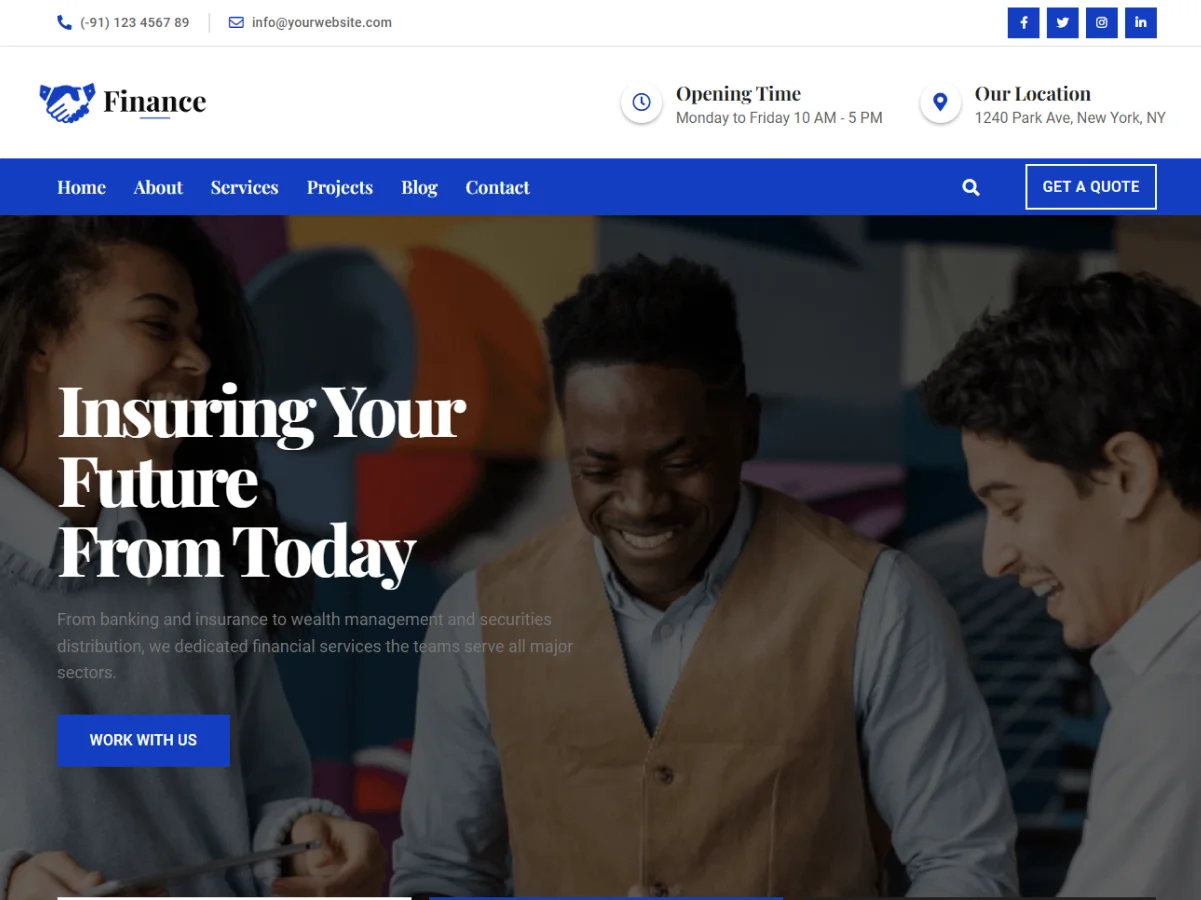 (-91) 123 4567 89
info@yourwebsite.com
Finance
Opening Time
Monday to Friday 10 AM - 5 PM
Our Location
1240 Park Ave, New York, NY
Home
About
Services
Projects
Blog
Contact
GET A QUOTE
Insuring Your
Future
From Today
From banking and insurance to wealth management and securities
distribution, we dedicated financial services the teams serve all major
sectors.
WORK WITH US